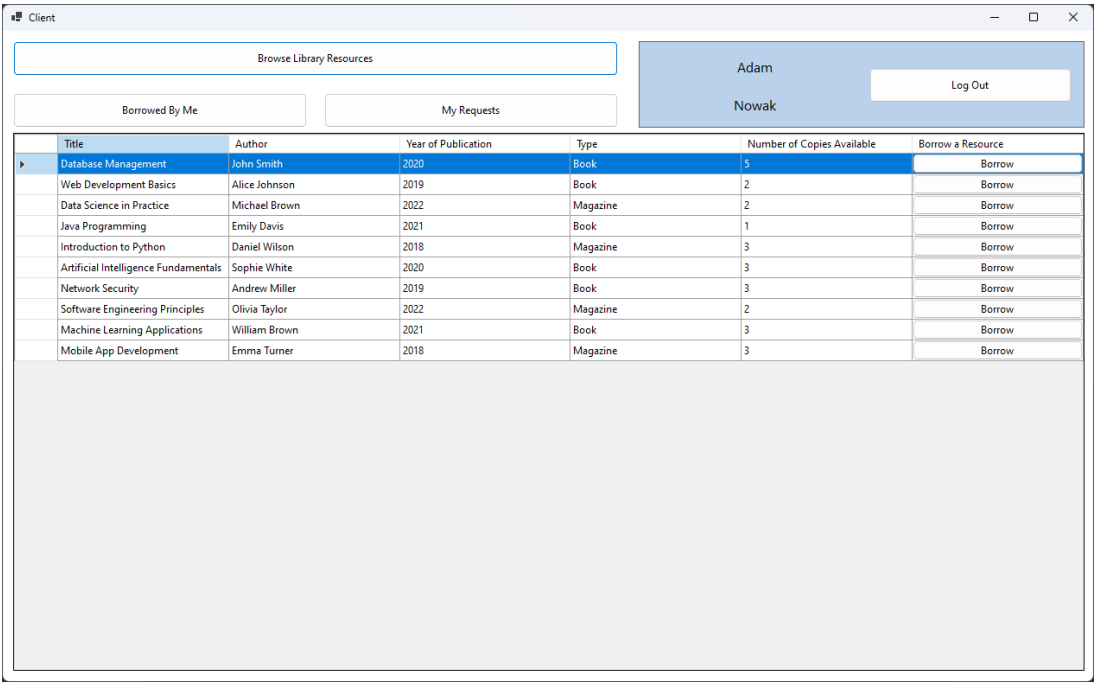 Client
Browse Library Resources
Adam
Log Out
Nowak
Borrowed By Me My Requests
Title Author Year of Publication Type Number of Copies Available Borrow a Resource
Database Management John Smith 2020 Book 5 Borrow
Web Development Basics Alice Johnson 2019 Book 2 Borrow
Data Science in Practice Michael Brown 2022 Magazine 2 Borrow
Java Programming Emily Davis 2021 Book 1 Borrow
Introduction to Python Daniel Wilson 2018 Magazine 3 Borrow
Artificial Intelligence Fundamentals Sophie White 2020 Book 3 Borrow
Network Security Andrew Miller 2019 Book 3 Borrow
Software Engineering Principles Olivia Taylor 2022 Magazine 2 Borrow
Machine Learning Applications William Brown 2021 Book 3 Borrow
Mobile App Development Emma Turner 2018 Magazine 3 Borrow